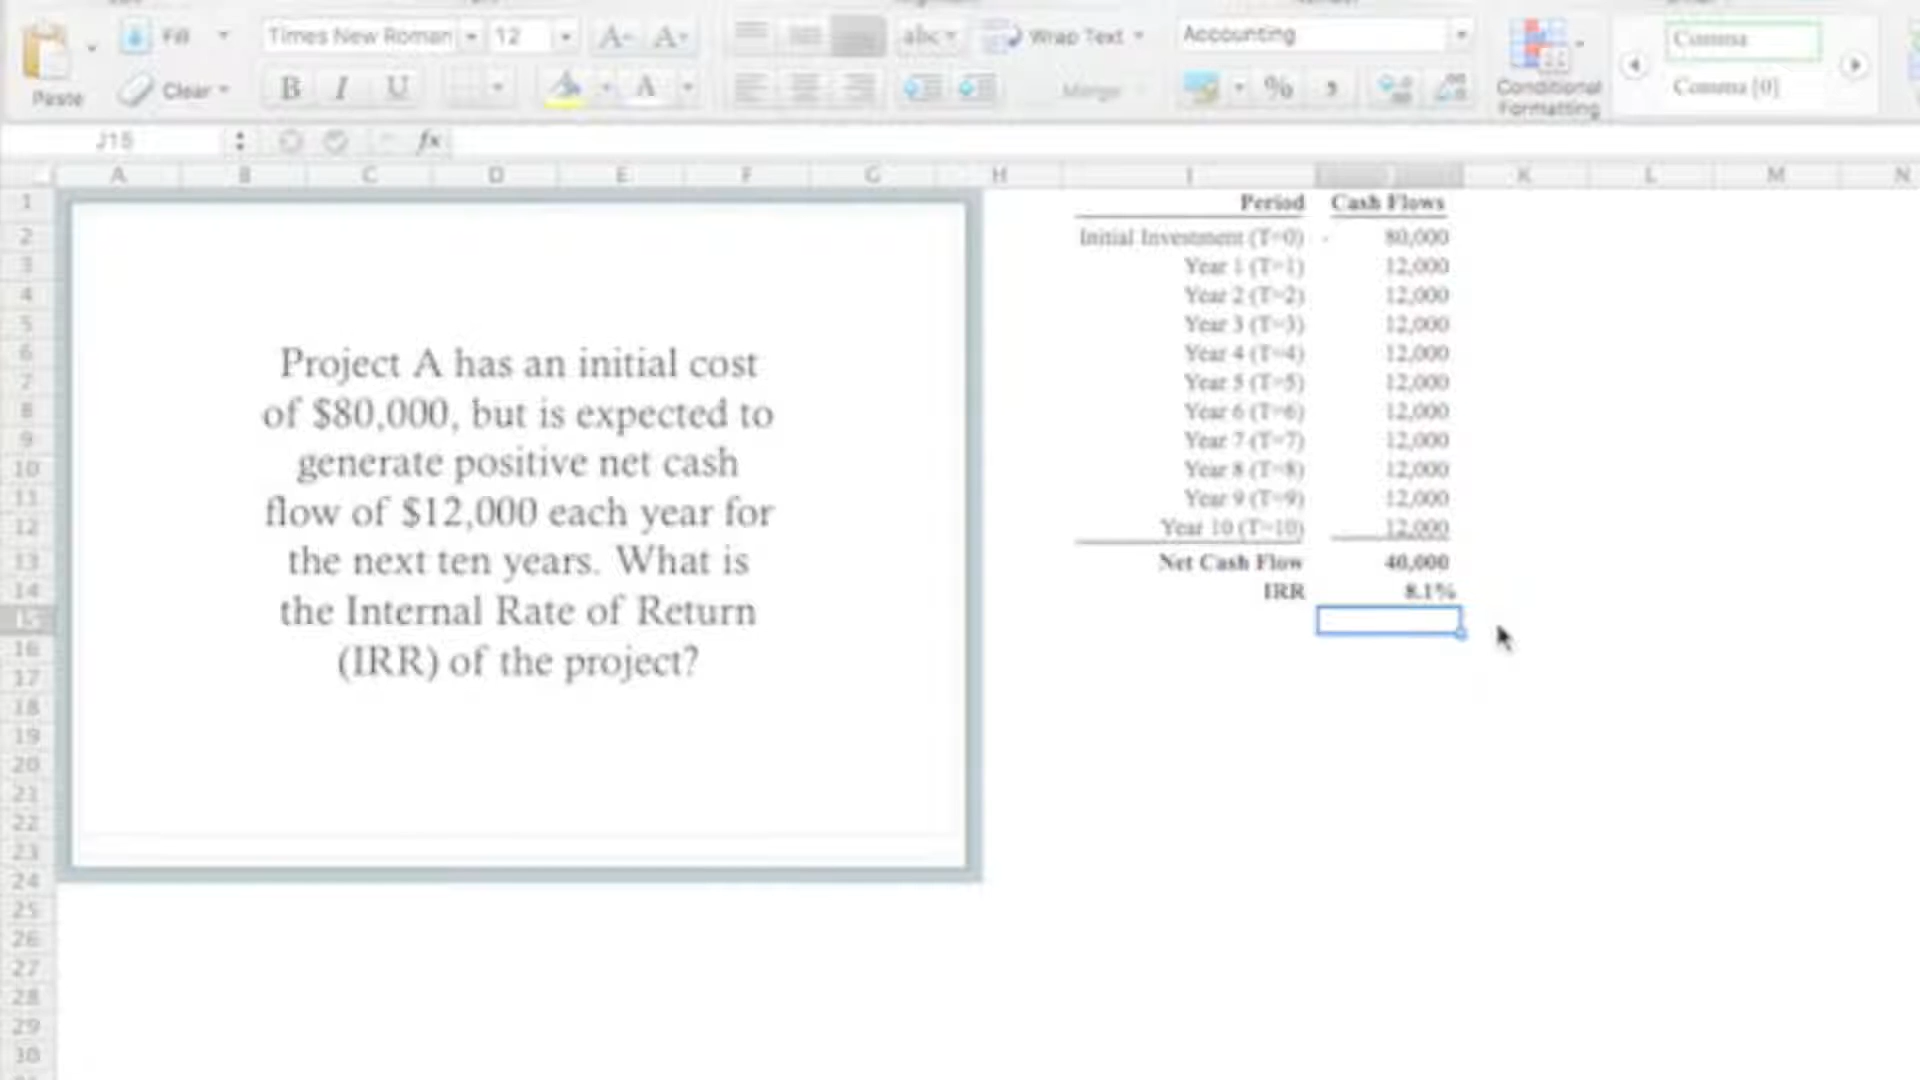 Fill
Times New Roman
12
A- A-
abc
Wrap Text
Accounting
Comma
Paste
Clear
B I U
A
Merge
%
Conditional
Formatting
Comma [0]
J15
fx
A B C D E F G H I K L M N
Period Cash Flows
Initial Investment (T=0) - 80,000
Year 1 (T=1) 12,000
Year 2 (T=2) 12,000
Year 3 (T=3) 12,000
Year 4 (T=4) 12,000
Year 5 (T=5) 12,000
Year 6 (T=6) 12,000
Year 7 (T=7) 12,000
Year 8 (T=8) 12,000
Year 9 (T=9) 12,000
Year 10 (T=10) 12,000
Net Cash Flow 40,000
IRR 8.1%
Project A has an initial cost
of $80,000, but is expected to
generate positive net cash
flow of $12,000 each year for
the next ten years. What is
the Internal Rate of Return
(IRR) of the project?
1
2
3
4
5
6
7
8
9
10
11
12
13
14
15
16
17
18
19
20
21
22
23
24
25
26
27
28
29
30